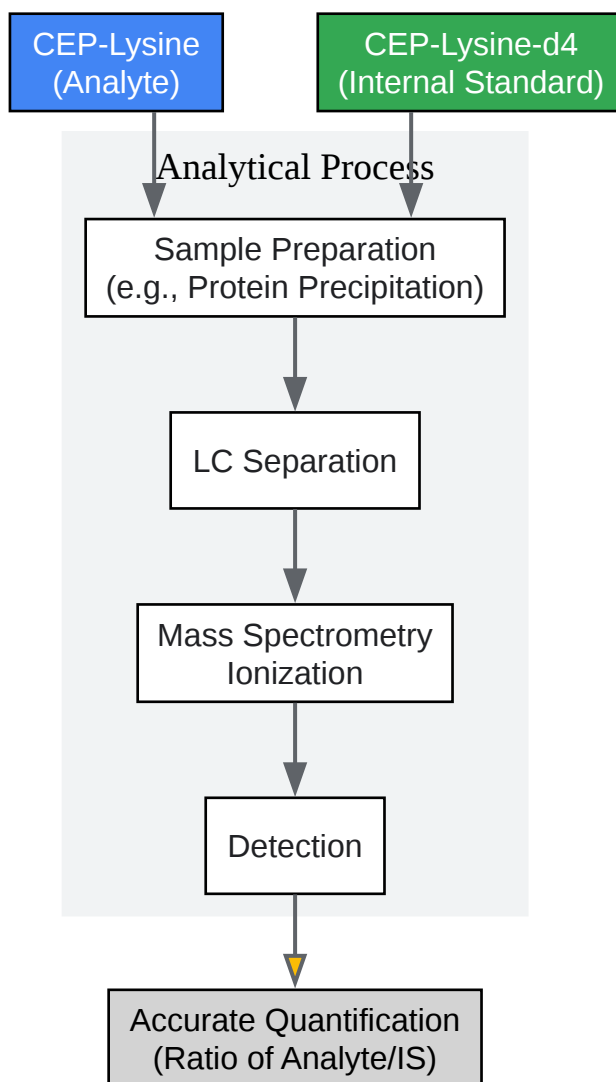 CEP-Lysine
(Analyte)
CEP-Lysine-d4
(Internal Standard)
Analytical Process
Sample Preparation
(e.g., Protein Precipitation)
LC Separation
Mass Spectrometry
Ionization
Detection
Accurate Quantification
(Ratio of Analyte/IS)